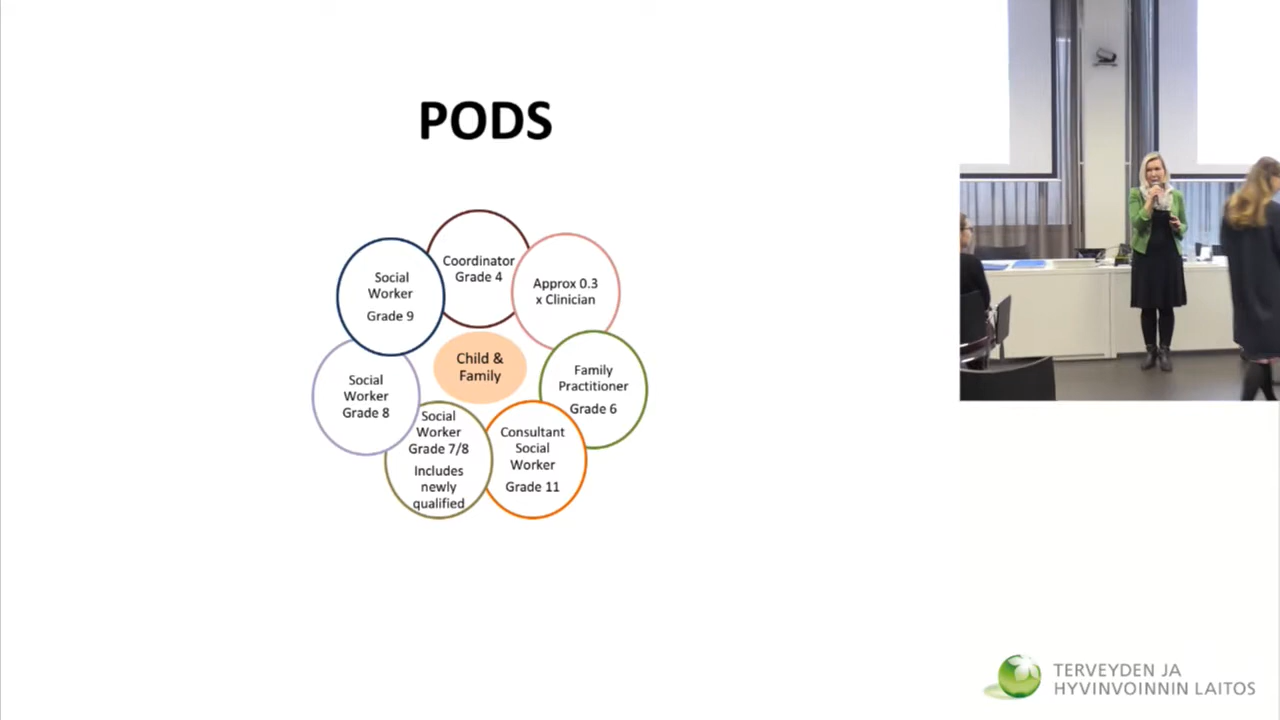 PODS
Coordinator
Grade 4
Approx 0.3
x Clinician
Family
Practitioner
Grade 6
Consultant
Social
Worker
Grade 11
Social
Worker
Grade 7/8
Includes
newly
qualified
Social
Worker
Grade 8
Social
Worker
Grade 9
Child &
Family
TERVEYDEN JA
HYVINVOINNIN LAITOS